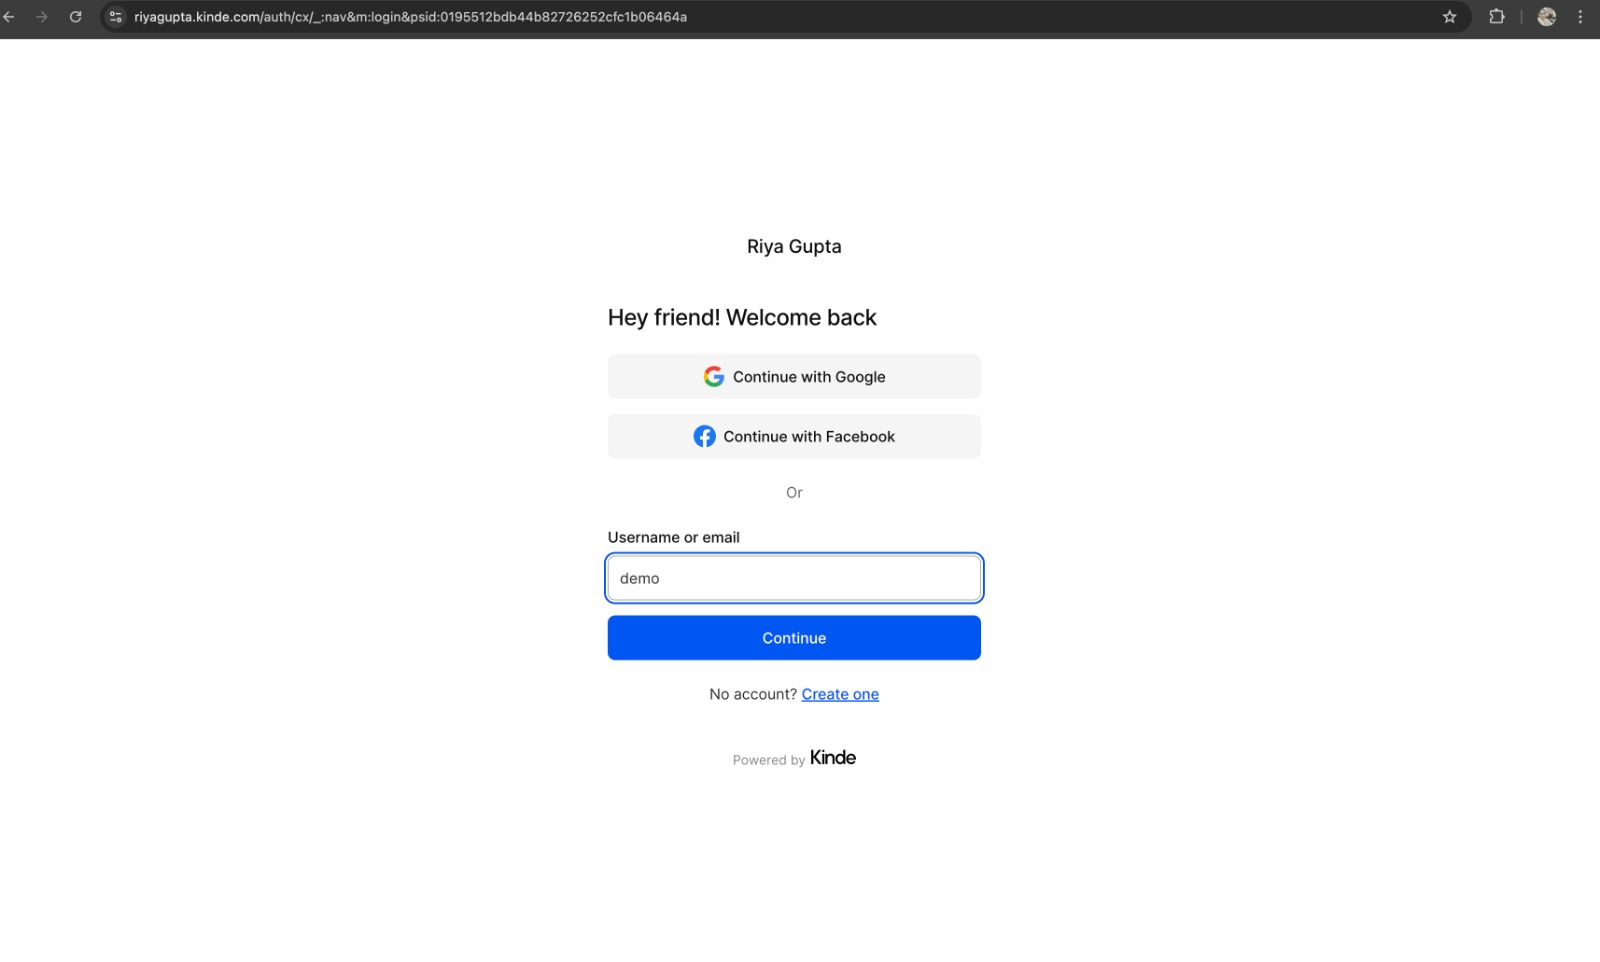 riyagupta.kinde.com/auth/cx/_:nav&m:login&psid:0195512bdb44b82726252cfc1b06464a
Riya Gupta
Hey friend! Welcome back
Continue with Google
Continue with Facebook
Or
Username or email
demo
Continue
No account? Create one
Powered by Kinde